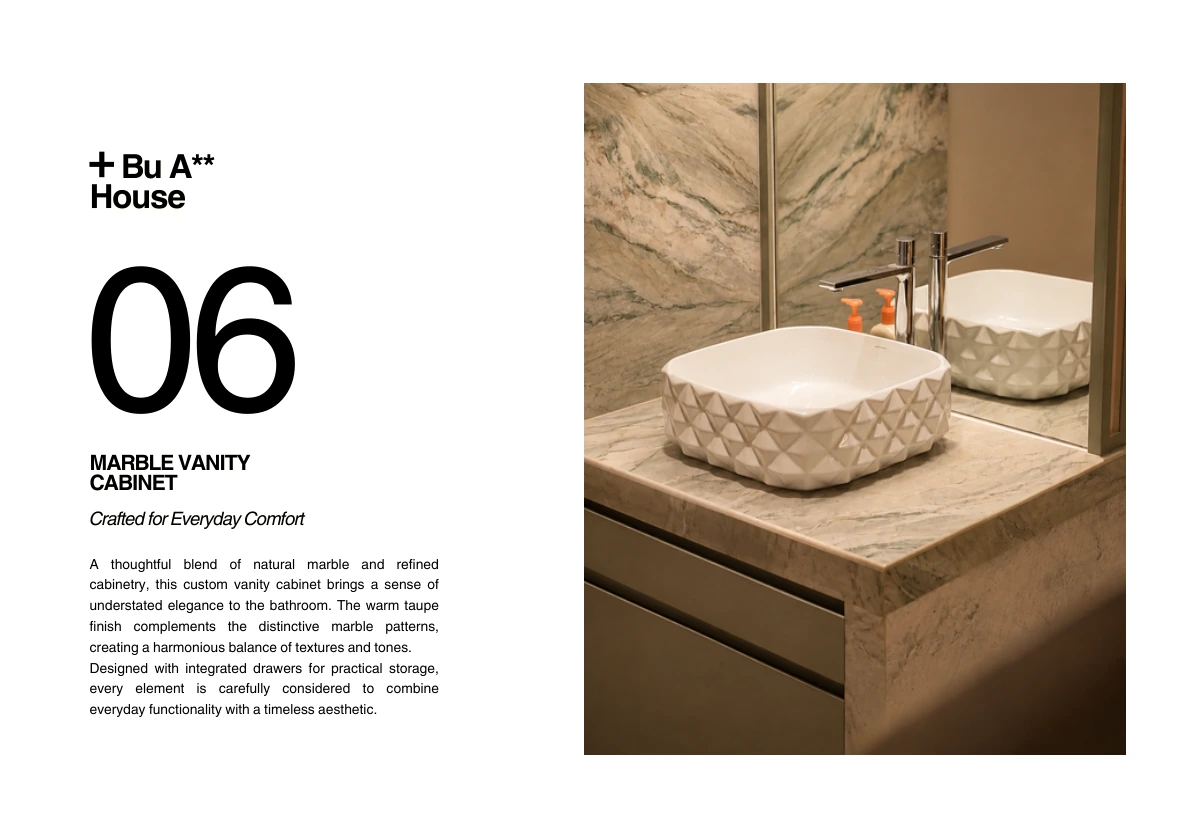 + Bu A**
House
06
MARBLE VANITY
CABINET
Crafted for Everyday Comfort
A thoughtful blend of natural marble and refined
cabinetry, this custom vanity cabinet brings a sense of
understated elegance to the bathroom. The warm taupe
finish complements the distinctive marble patterns,
creating a harmonious balance of textures and tones.
Designed with integrated drawers for practical storage,
every element is carefully considered to combine
everyday functionality with a timeless aesthetic.